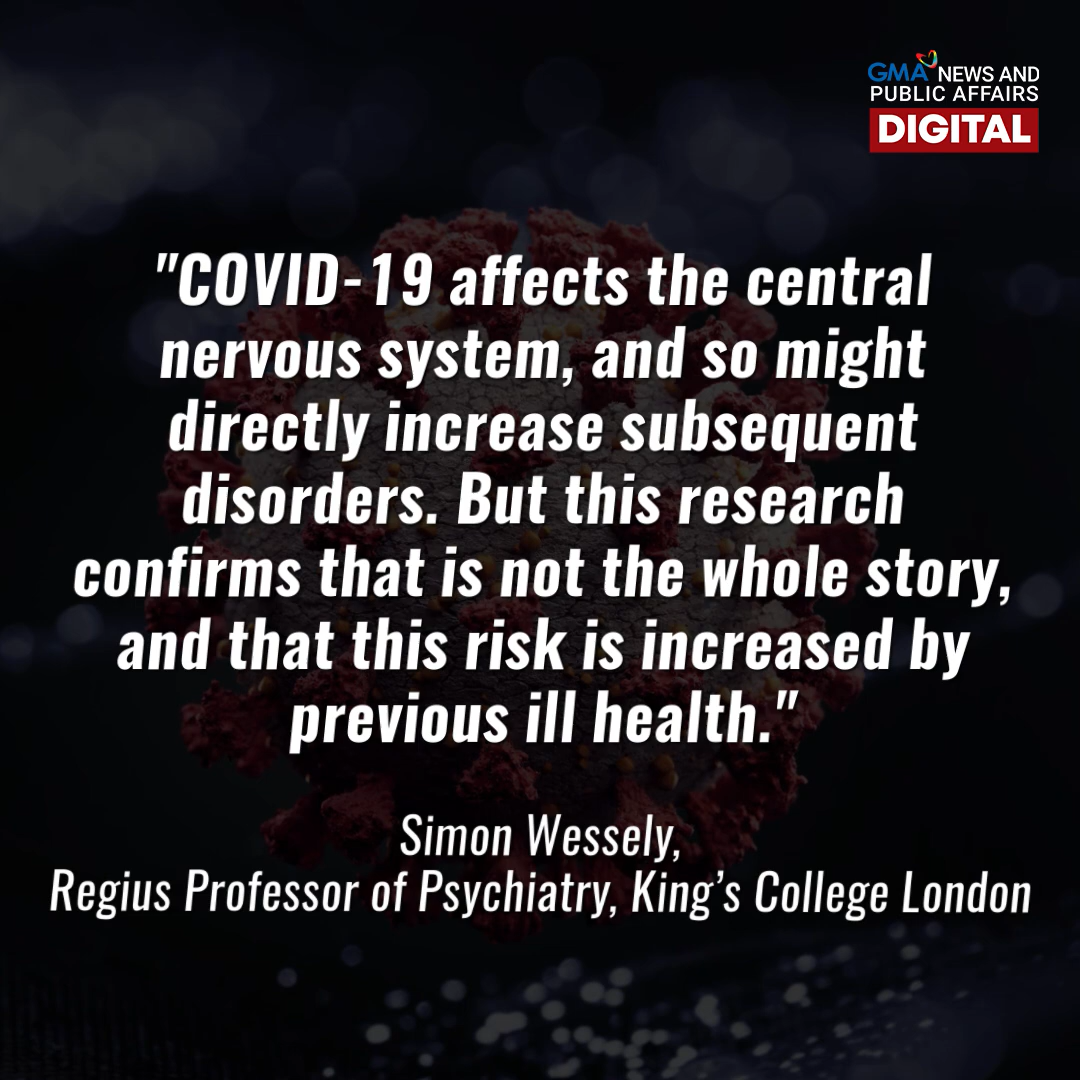 GMA NEWS AND
PUBLIC AFFAIRS
DIGITAL
"COVID-19 affects the central
nervous system, and so might
directly increase subsequent
disorders. But this research
confirms that is not the whole story,
and that this risk is increased by
previous ill health."
Simon Wessely,
Regius Professor of Psychiatry, King’s College London